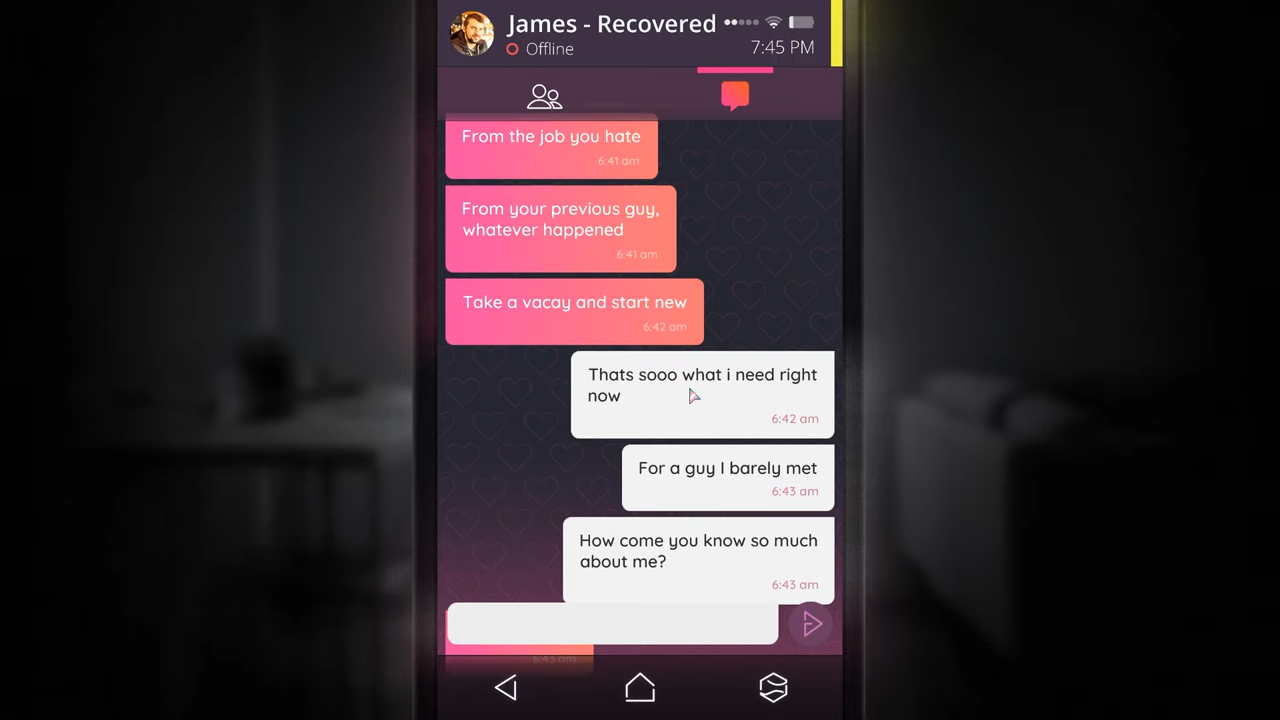 James - Recovered
Offline
7:45 PM
From the job you hate
6:41 am
From your previous guy,
whatever happened
6:41 am
Take a vacay and start new
6:42 am
Thats sooo what i need right
now
6:42 am
For a guy I barely met
6:43 am
How come you know so much
about me?
6:43 am
6:45 am